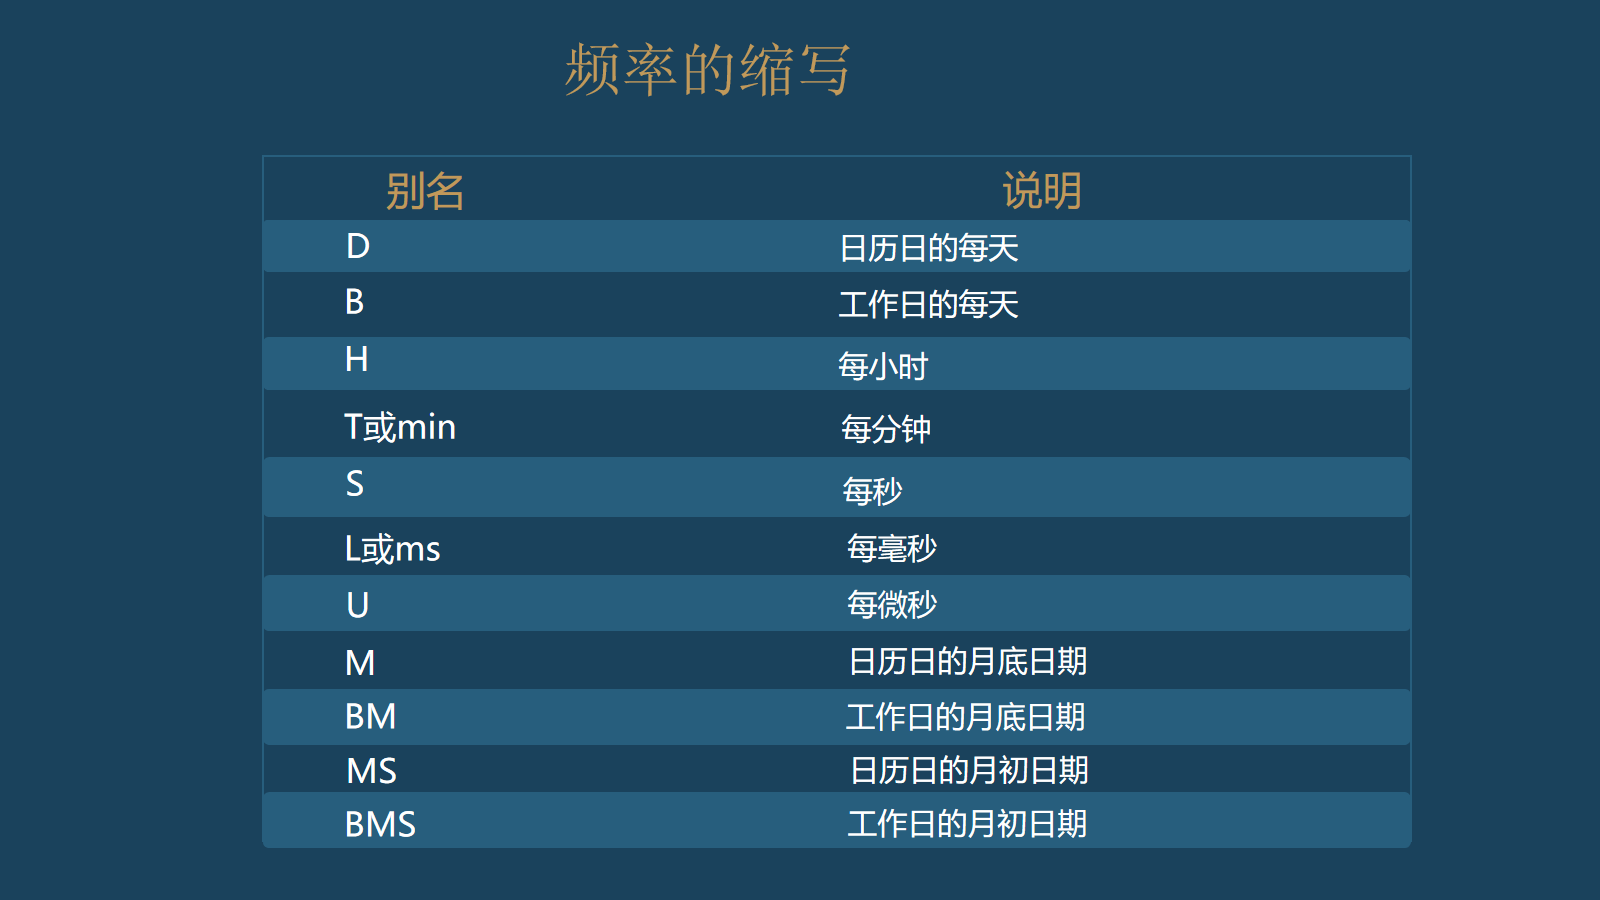 频率的缩写
别名 说明
D 日历日的每天
B 工作日的每天
H 每小时
T或min 每分钟
S 每秒
L或ms 每毫秒
U 每微秒
M 日历日的月底日期
BM 工作日的月底日期
MS 日历日的月初日期
BMS 工作日的月初日期